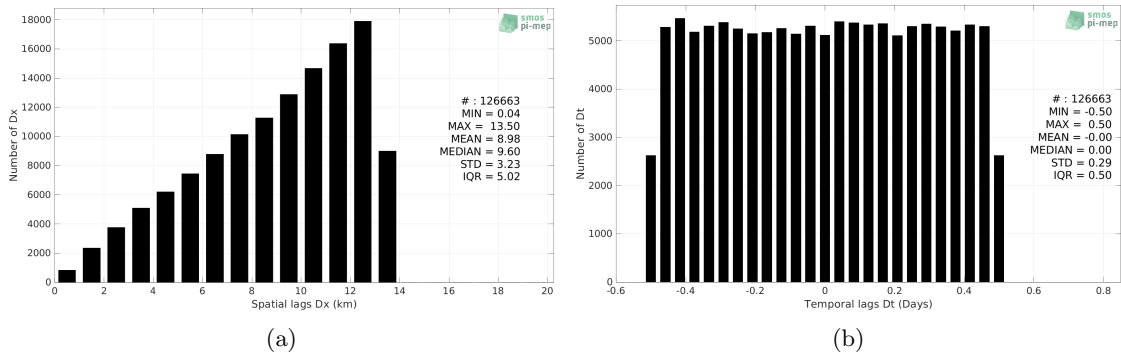 18000
16000
14000
12000
10000
8000
6000
4000
2000
0
Number of Dx
0 2 4 6 8 10 12 14 16 18 20
Spatial lags Dx (km)
smos
pi-mep
# : 126663
MIN = 0.04
MAX = 13.50
MEAN = 8.98
MEDIAN = 9.60
STD = 3.23
IQR = 5.02
(a)
5000
4000
3000
2000
1000
0
Number of Dt
-0.6 -0.4 -0.2 0 0.2 0.4 0.6 0.8
Temporal lags Dt (Days)
smos
pi-mep
# : 126663
MIN = -0.50
MAX = 0.50
MEAN = -0.00
MEDIAN = 0.00
STD = 0.29
IQR = 0.50
(b)